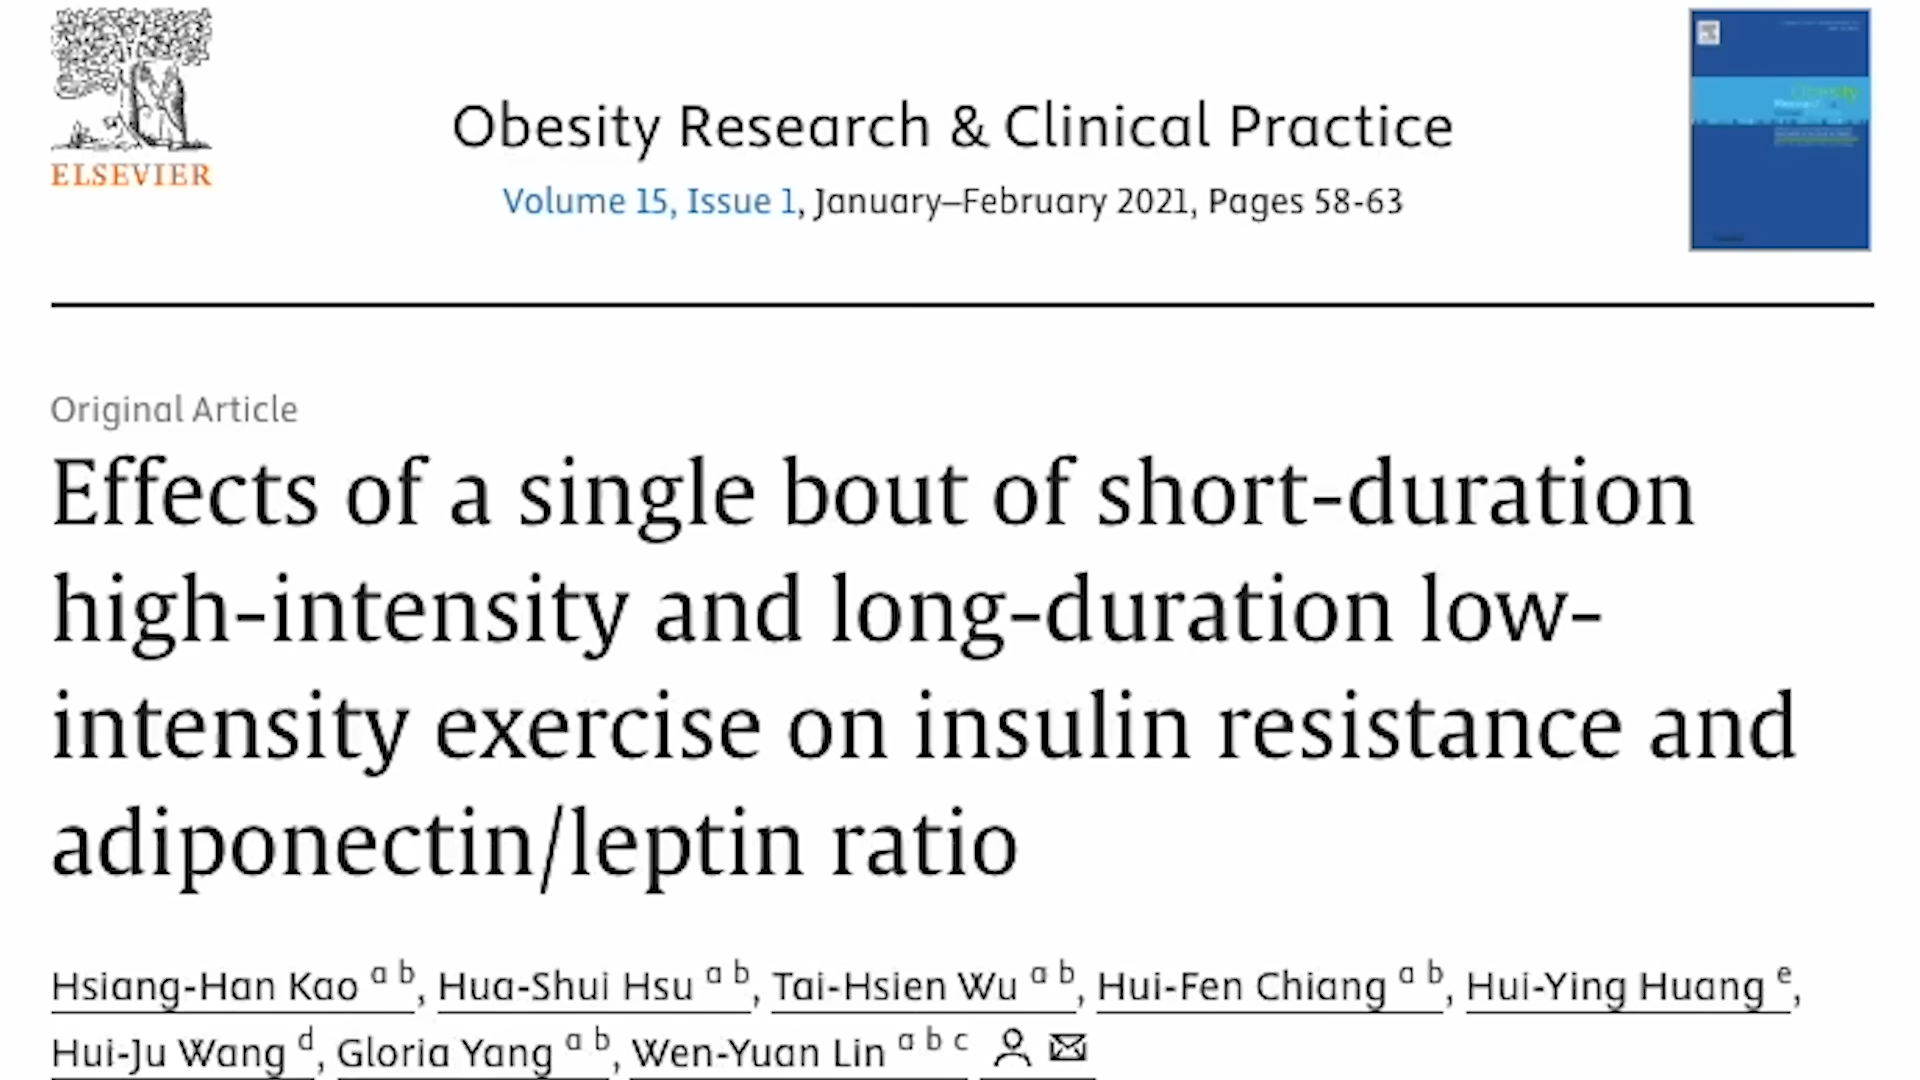 ELSEVIER
Obesity Research & Clinical Practice
Volume 15, Issue 1, January–February 2021, Pages 58-63
Original Article
Effects of a single bout of short-duration
high-intensity and long-duration low-
intensity exercise on insulin resistance and
adiponectin/leptin ratio
Hsiang-Han Kao a b, Hua-Shui Hsu a b, Tai-Hsien Wu a b, Hui-Fen Chiang a b, Hui-Ying Huang e,
Hui-Ju Wang d, Gloria Yang a b, Wen-Yuan Lin a b c